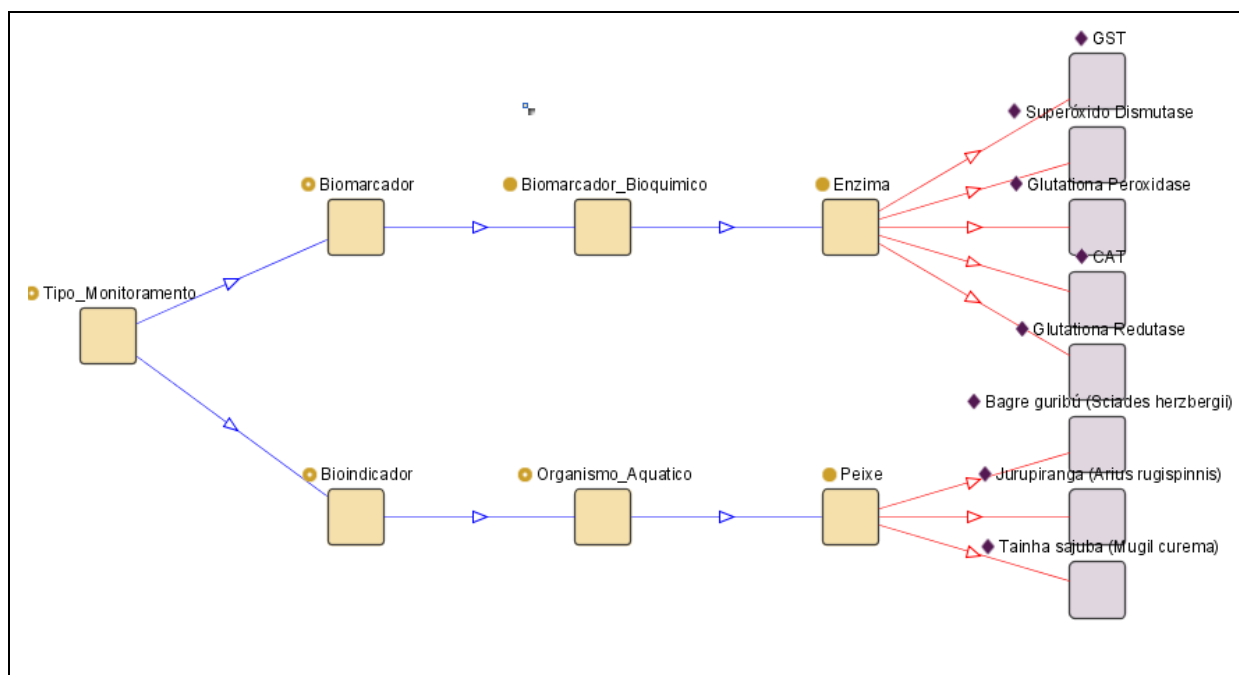 GST
Superóxido Dismutase
Biomarcador
Biomarcador_Bioquimico
Enzima
Glutationa Peroxidase
CAT
Tipo_Monitoramento
Glutationa Redutase
Bagre guribú (Sciades herzbergii)
Bioindicador
Organismo_Aquatico
Peixe
Jurupiranga (Arius rugispinnis)
Tainha sajuba (Mugil curema)